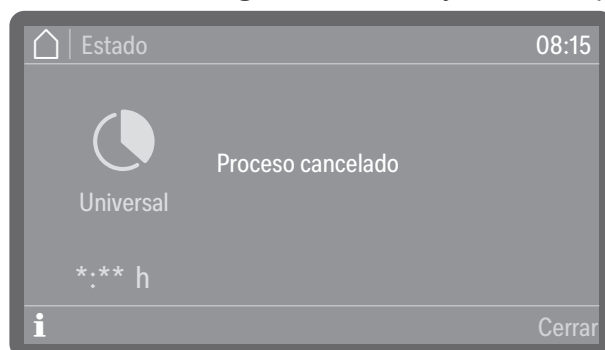 Estado 08:15
Proceso cancelado
Universal
*:** h
i Cerrar